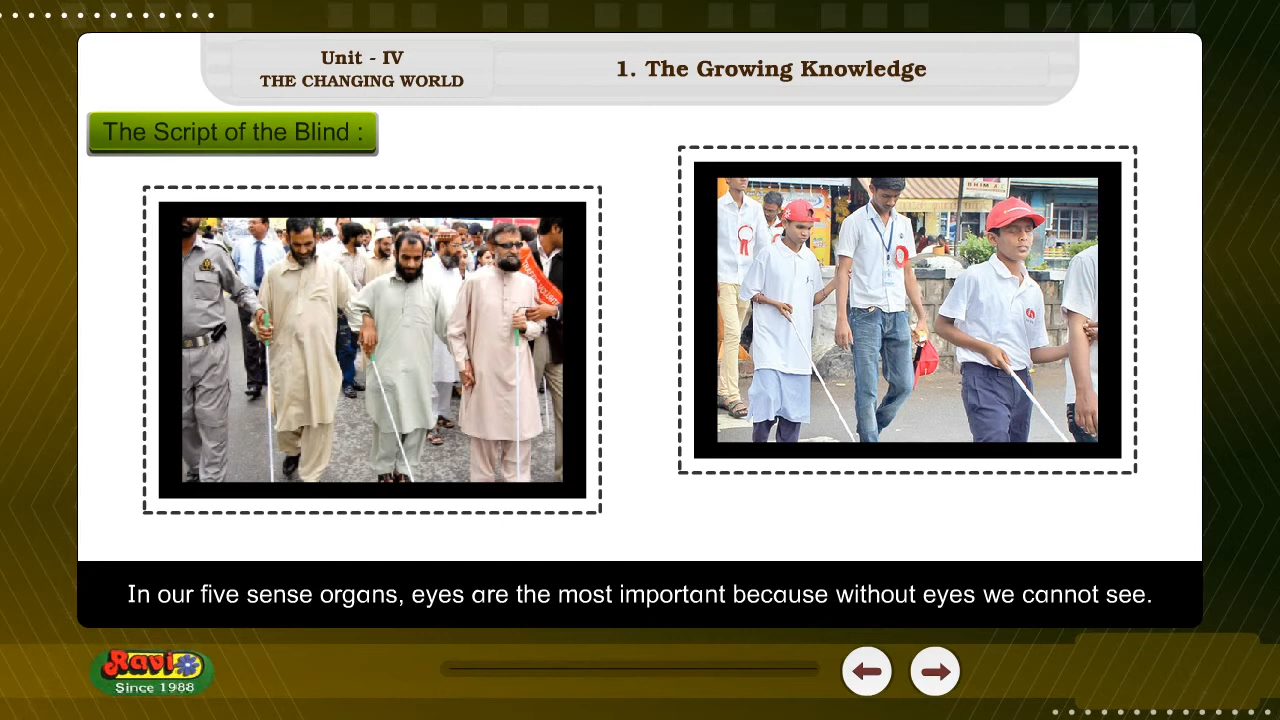 Unit - IV
THE CHANGING WORLD
1. The Growing Knowledge
The Script of the Blind :
BHIM
In our five sense organs, eyes are the most important because without eyes we cannot see.
Ravi
Since 1988